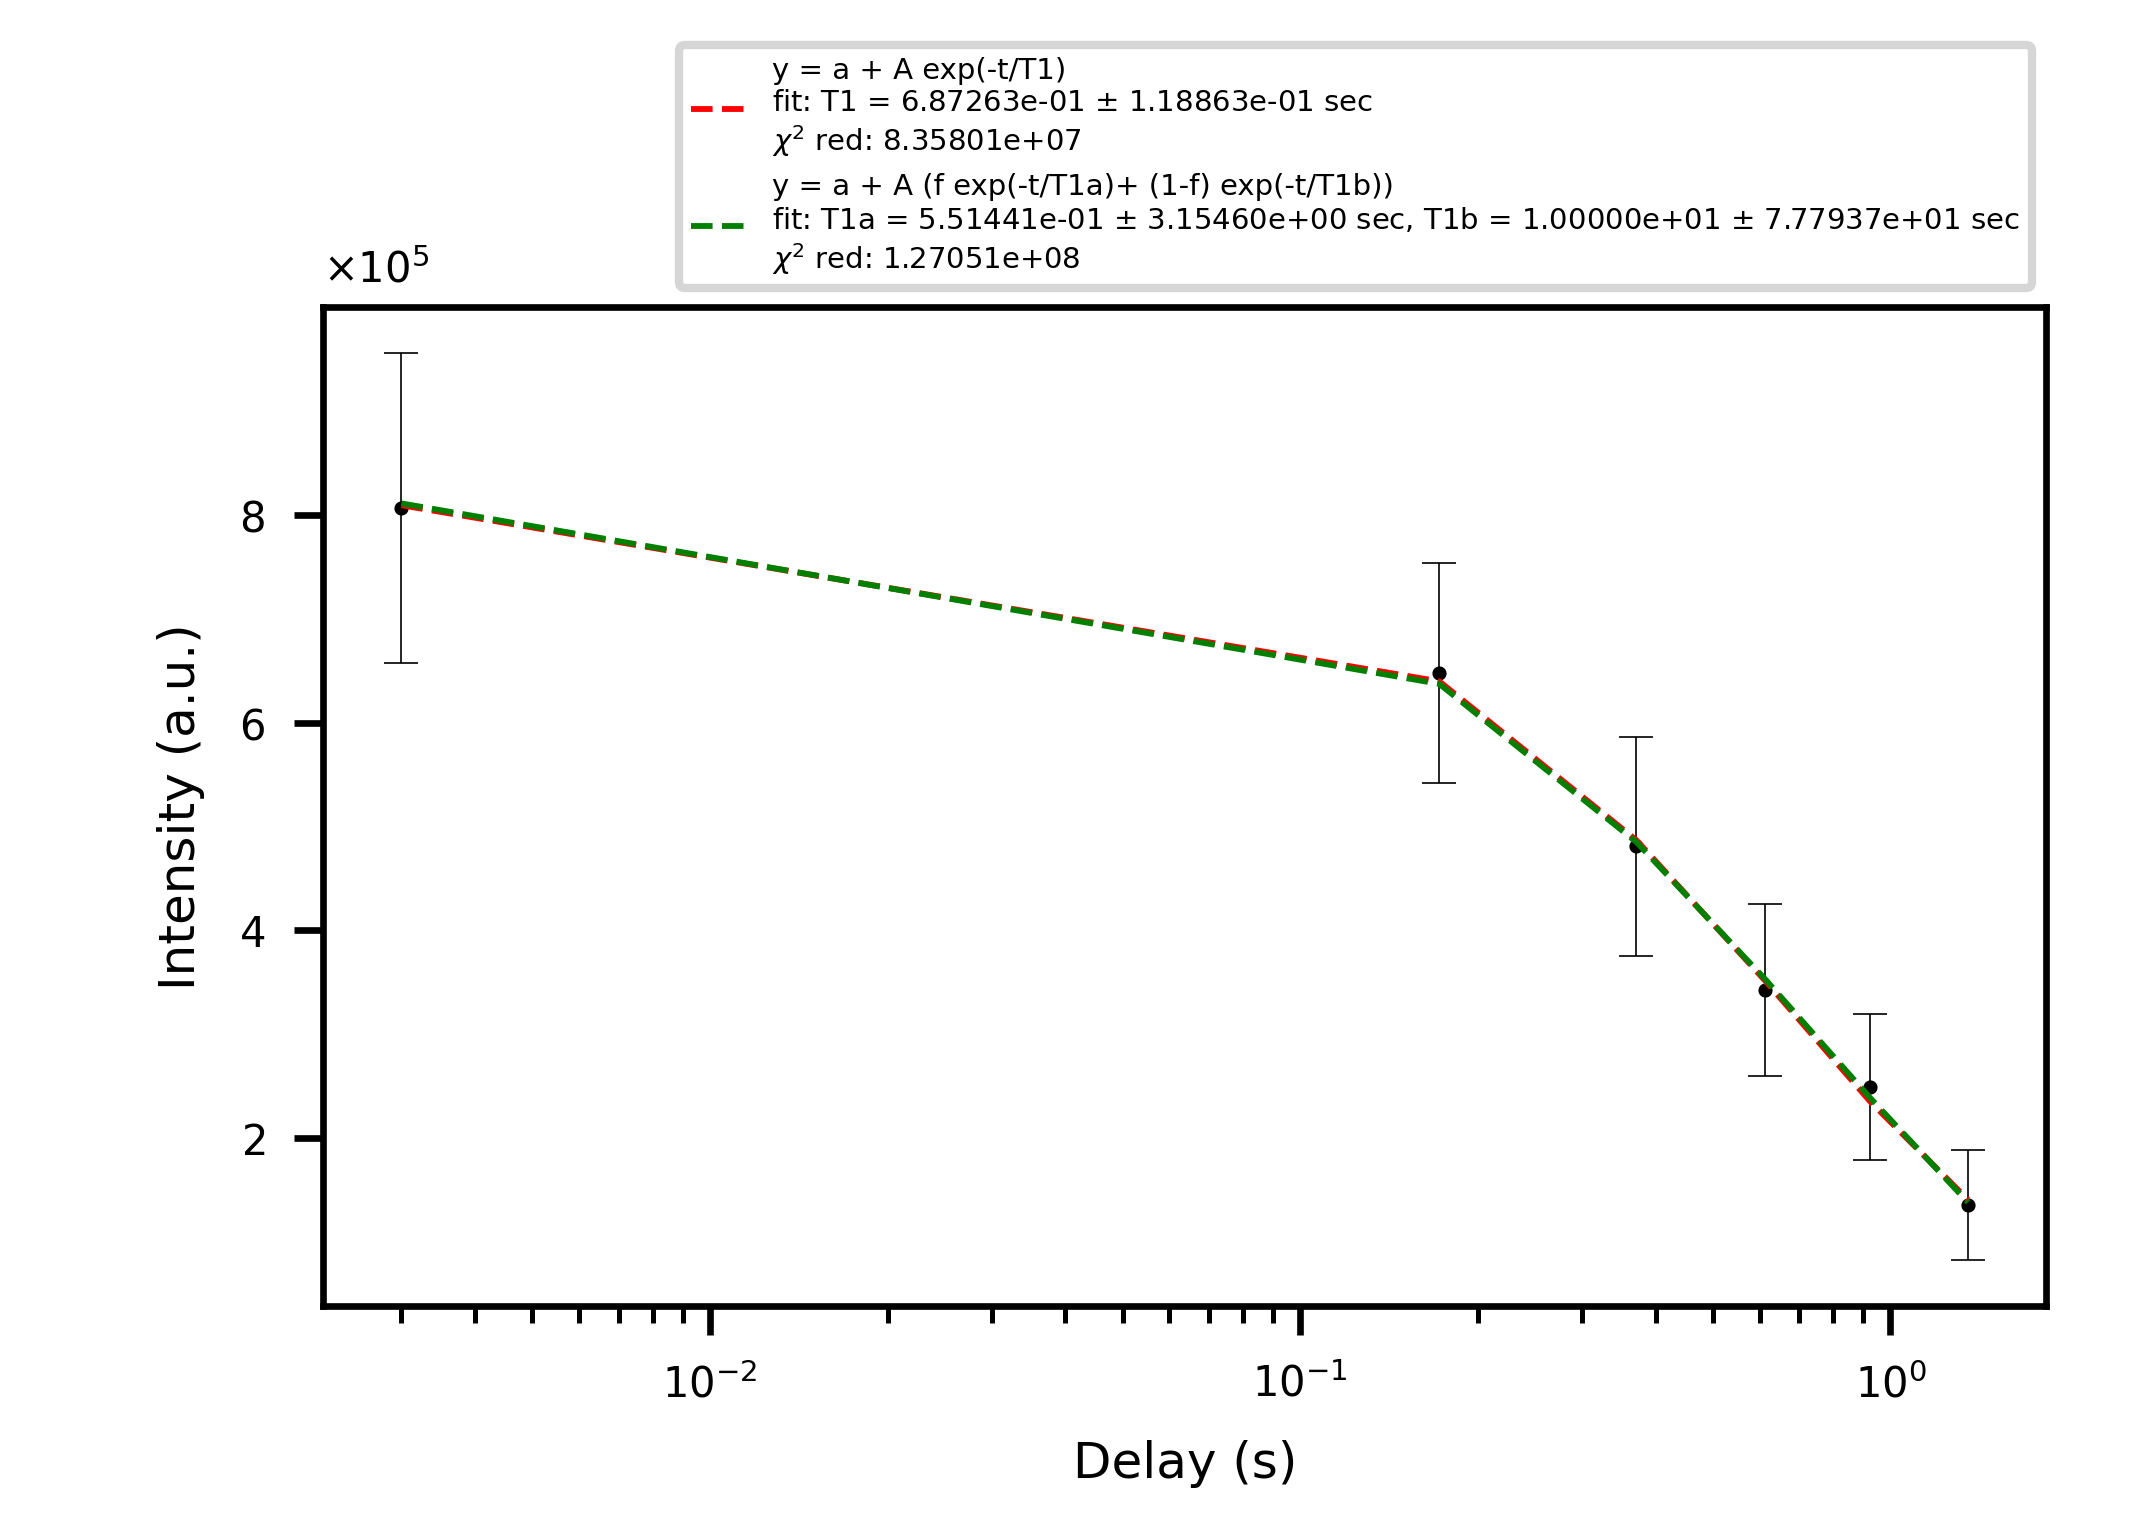 y = a + A exp(-t/T1)
fit: T1 = 6.87263e-01 ± 1.18863e-01 sec
χ² red: 8.35801e+07
y = a + A (f exp(-t/T1a)+ (1-f) exp(-t/T1b))
fit: T1a = 5.51441e-01 ± 3.15460e+00 sec, T1b = 1.00000e+01 ± 7.77937e+01 sec
χ² red: 1.27051e+08
×10⁵
8
6
4
2
Intensity (a.u.)
10⁻² 10⁻¹ 10⁰
Delay (s)